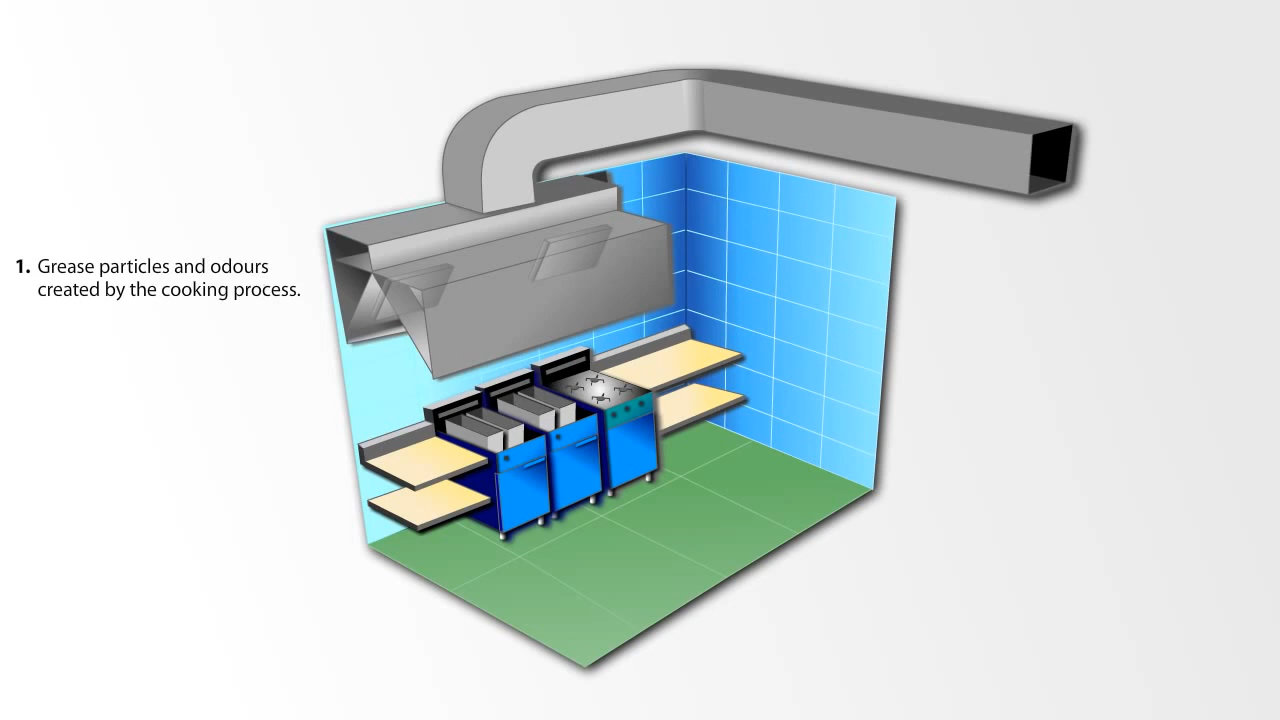 1. Grease particles and odours
created by the cooking process.